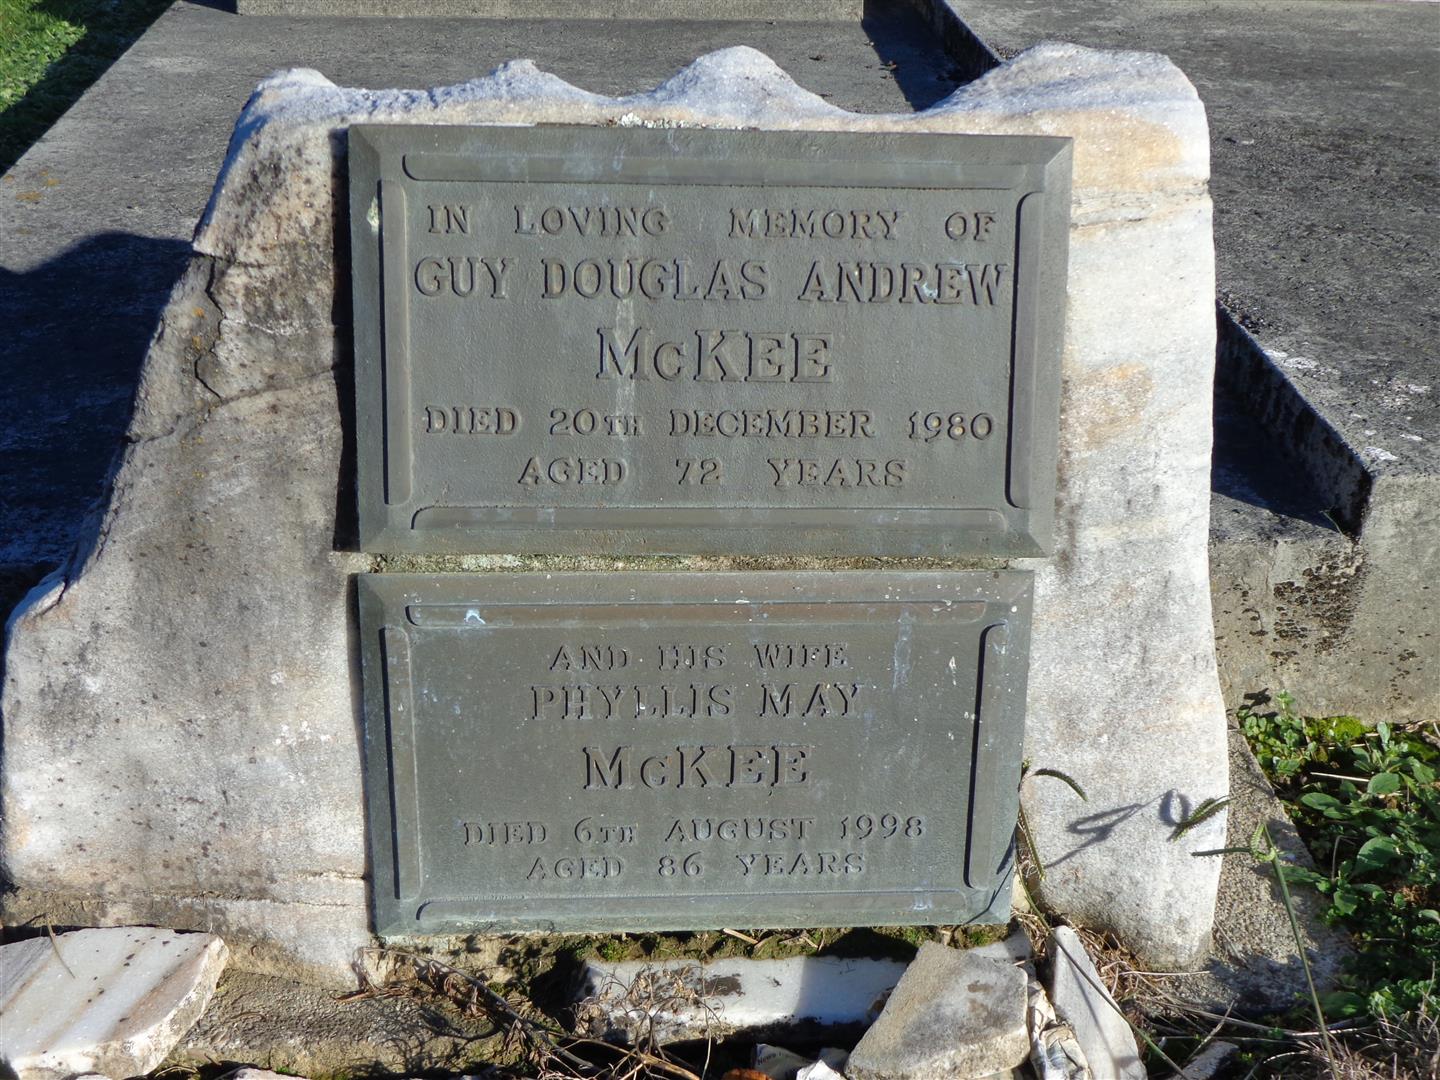 IN LOVING MEMORY OF
GUY DOUGLAS ANDREW
McKEE
DIED 20TH DECEMBER 1980
AGED 72 YEARS
AND HIS WIFE
PHYLLIS MAY
McKEE
DIED 6TH AUGUST 1998
AGED 86 YEARS